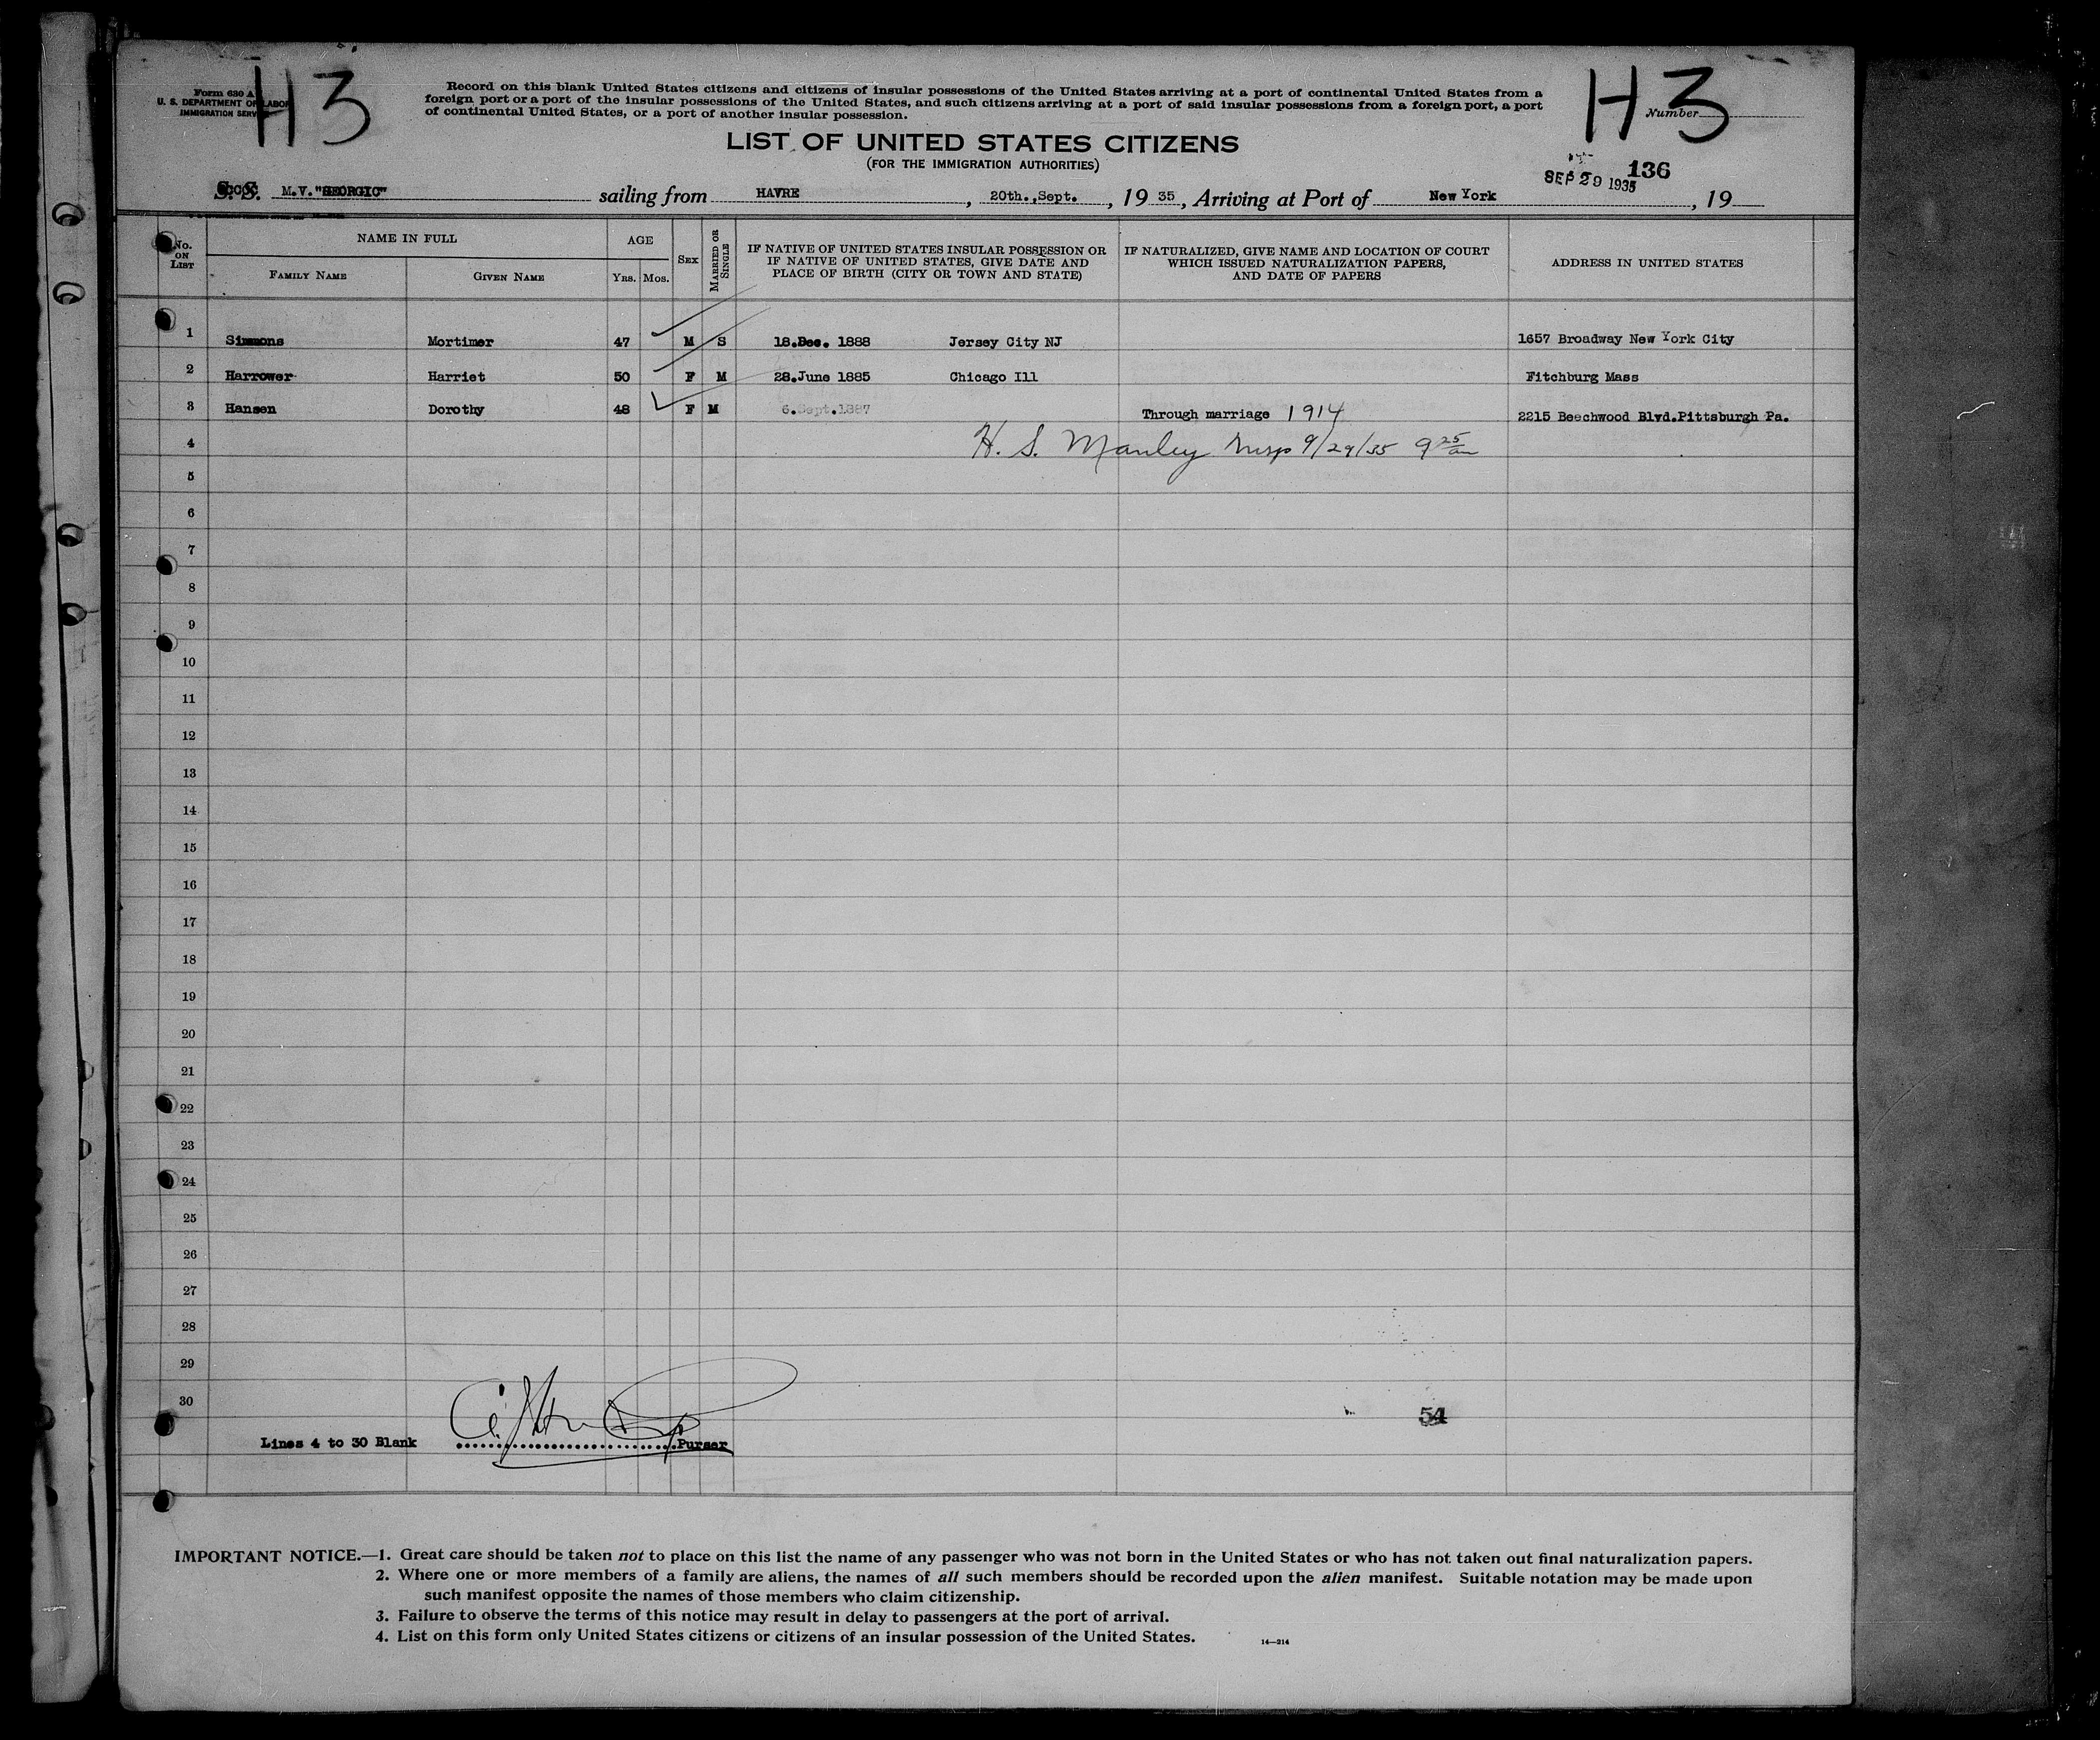 H3
Form 630 A
U. S. DEPARTMENT OF LABOR
IMMIGRATION SERV
Record on this blank United States citizens and citizens of insular possessions of the United States arriving at a port of continental United States from a
foreign port or a port of the insular possessions of the United States, and such citizens arriving at a port of said insular possessions from a foreign port, a port
of continental United States, or a port of another insular possession.
H3
Number
LIST OF UNITED STATES CITIZENS
(FOR THE IMMIGRATION AUTHORITIES)
136
SEP 29 1935
S. S. M.V."GEORGIC" sailing from HAVRE, 20th.,Sept., 19 35, Arriving at Port of New York, 19
No. ON LIST NAME IN FULL FAMILY NAME GIVEN NAME AGE YRS. MOS. SEX MARRIED OR SINGLE IF NATIVE OF UNITED STATES INSULAR POSSESSION OR IF NATIVE OF UNITED STATES, GIVE DATE AND PLACE OF BIRTH (CITY OR TOWN AND STATE) IF NATURALIZED, GIVE NAME AND LOCATION OF COURT WHICH ISSUED NATURALIZATION PAPERS, AND DATE OF PAPERS ADDRESS IN UNITED STATES
1 Simmons Mortimer 47 M S 18.Dec. 1888 Jersey City NJ 1657 Broadway New York City
2 Harrower Harriet 50 F M 28.June 1885 Chicago Ill Fitchburg Mass
3 Hansen Dorothy 48 F M 6.Sept.1887 Through marriage 1914 2215 Beechwood Blvd.Pittsburgh Pa.
4 H. S. Manley Insp 9/29/35 9 25 am
5
6
7
8
9
10
11
12
13
14
15
16
17
18
19
20
21
22
23
24
25
26
27
28
29
30
54
Lines 4 to 30 Blank Purser
IMPORTANT NOTICE.—1. Great care should be taken not to place on this list the name of any passenger who was not born in the United States or who has not taken out final naturalization papers.
2. Where one or more members of a family are aliens, the names of all such members should be recorded upon the alien manifest. Suitable notation may be made upon
such manifest opposite the names of those members who claim citizenship.
3. Failure to observe the terms of this notice may result in delay to passengers at the port of arrival.
4. List on this form only United States citizens or citizens of an insular possession of the United States.
14—214